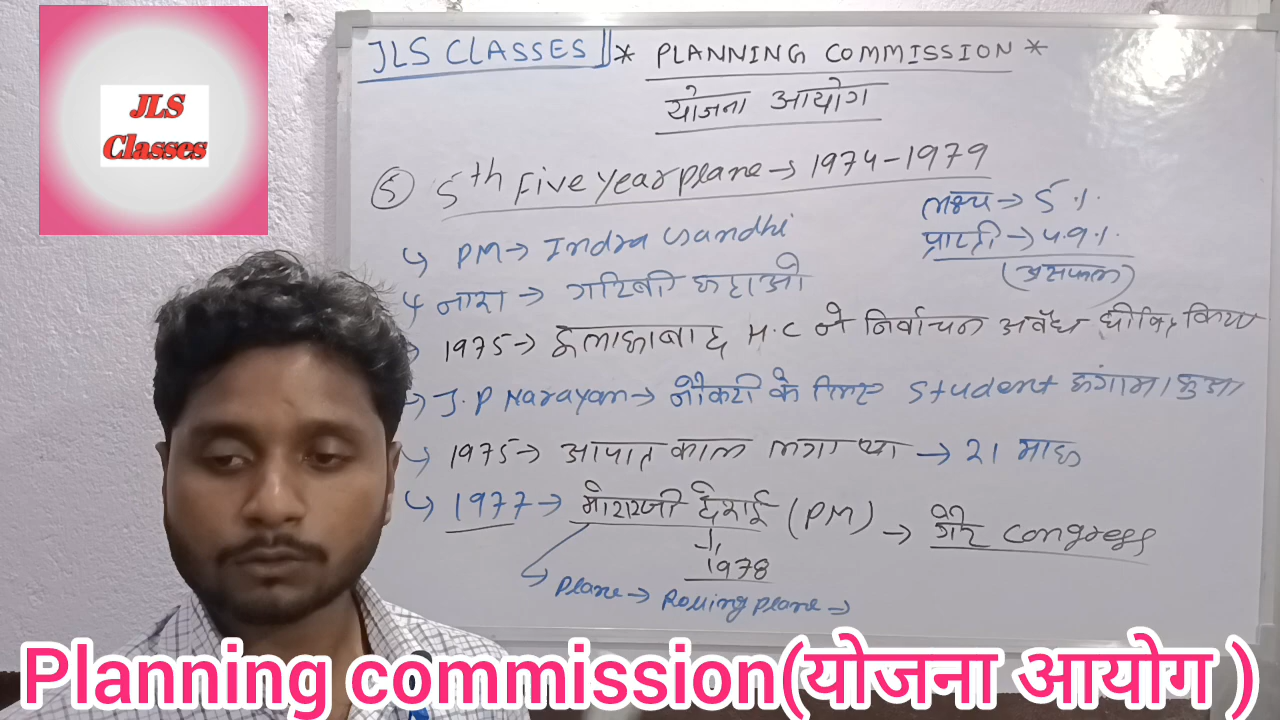 JLS
Classes
JLS CLASSES || * PLANNING COMMISSION *
योजना आयोग
⑤ 5th Five Year plane → 1974-1979
लक्ष्य → 5 %
प्राप्ती → 4.9 %
(असफल)
↳ PM → Indra Gandhi
↳ नारा → गरिबी हटाओ
→ 1975 → इलाहाबाद H.C ने निर्वाचन अवैध घोषित किया
→ J.P Narayan → नौकरी के लिए Student हंगामा हुआ
↳ 1975 → आपातकाल लगाया → 21 माह
↳ 1977 → मोरारजी देसाई (PM) → गैर congress
1978
↳ Plane → Rolling plane →
Planning commission(योजना आयोग )